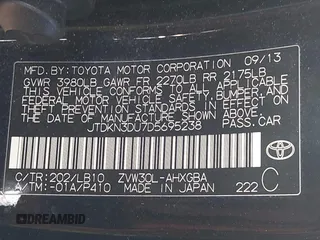 MFD.BY:TOYOTA MOTOR CORPORATION 09/13
GVWR 3980LB GAWR FR 2270LB RR 2175LB
THIS VEHICLE CONFORMS TO ALL APPLICABLE
FEDERAL MOTOR VEHICLE SAFETY, BUMPER, AND
THEFT PREVENTION STANDARDS IN EFFECT ON
THE DATE OF MANUFACTURE SHOWN ABOVE.
JTDKN3DU7D5695238 PASS.CAR
TOYOTA
C/TR:202/LB10 ZVW30L-AHXGBA
A/TM:-01A/P410 MADE IN JAPAN 222 C
DREAMBID